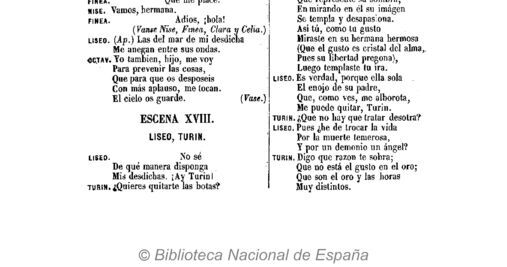 FINEA. Que me place.
NISE. Vamos, hermana.
FINEA. Adios, ¡hola!
(Vanse Nise, Finea, Clara y Celia.)
LISEO. (Ap.) Las del mar de mi desdicha
Me anegan entre sus ondas.
OCTAV. Yo tambien, hijo, me voy
Para prevenir las cosas,
Que para que os desposeis
Con más aplauso, me tocan.
El cielo os guarde. (Vase.)
ESCENA XVIII.
LISEO, TURIN.
LISEO. No sé
De qué manera disponga
Mis desdichas. ¡Ay Turin!
TURIN. ¿Quieres quitarte las botas?
Que representa su sombra,
En mirando en el su imágen
Se templa y desapasiona.
Asi tú, como tu gusto
Miraste en su hermana hermosa
(Que el gusto es cristal del alma,
Pues su libertad pregona),
Luego templaste tu ira.
LISEO. Es verdad, porque ella sola
El enojo de su padre,
Que, como ves, me alborota,
Me puede quitar, Turin.
TURIN. ¿Qué no hay que tratar desotra?
LISEO. Pues ¿he de trocar la vida
Por la muerte temerosa,
Y por un demonio un ángel?
TURIN. Digo que razon te sobra;
Que no está el gusto en el oro;
Que son el oro y las horas
Muy distintos.
© Biblioteca Nacional de España